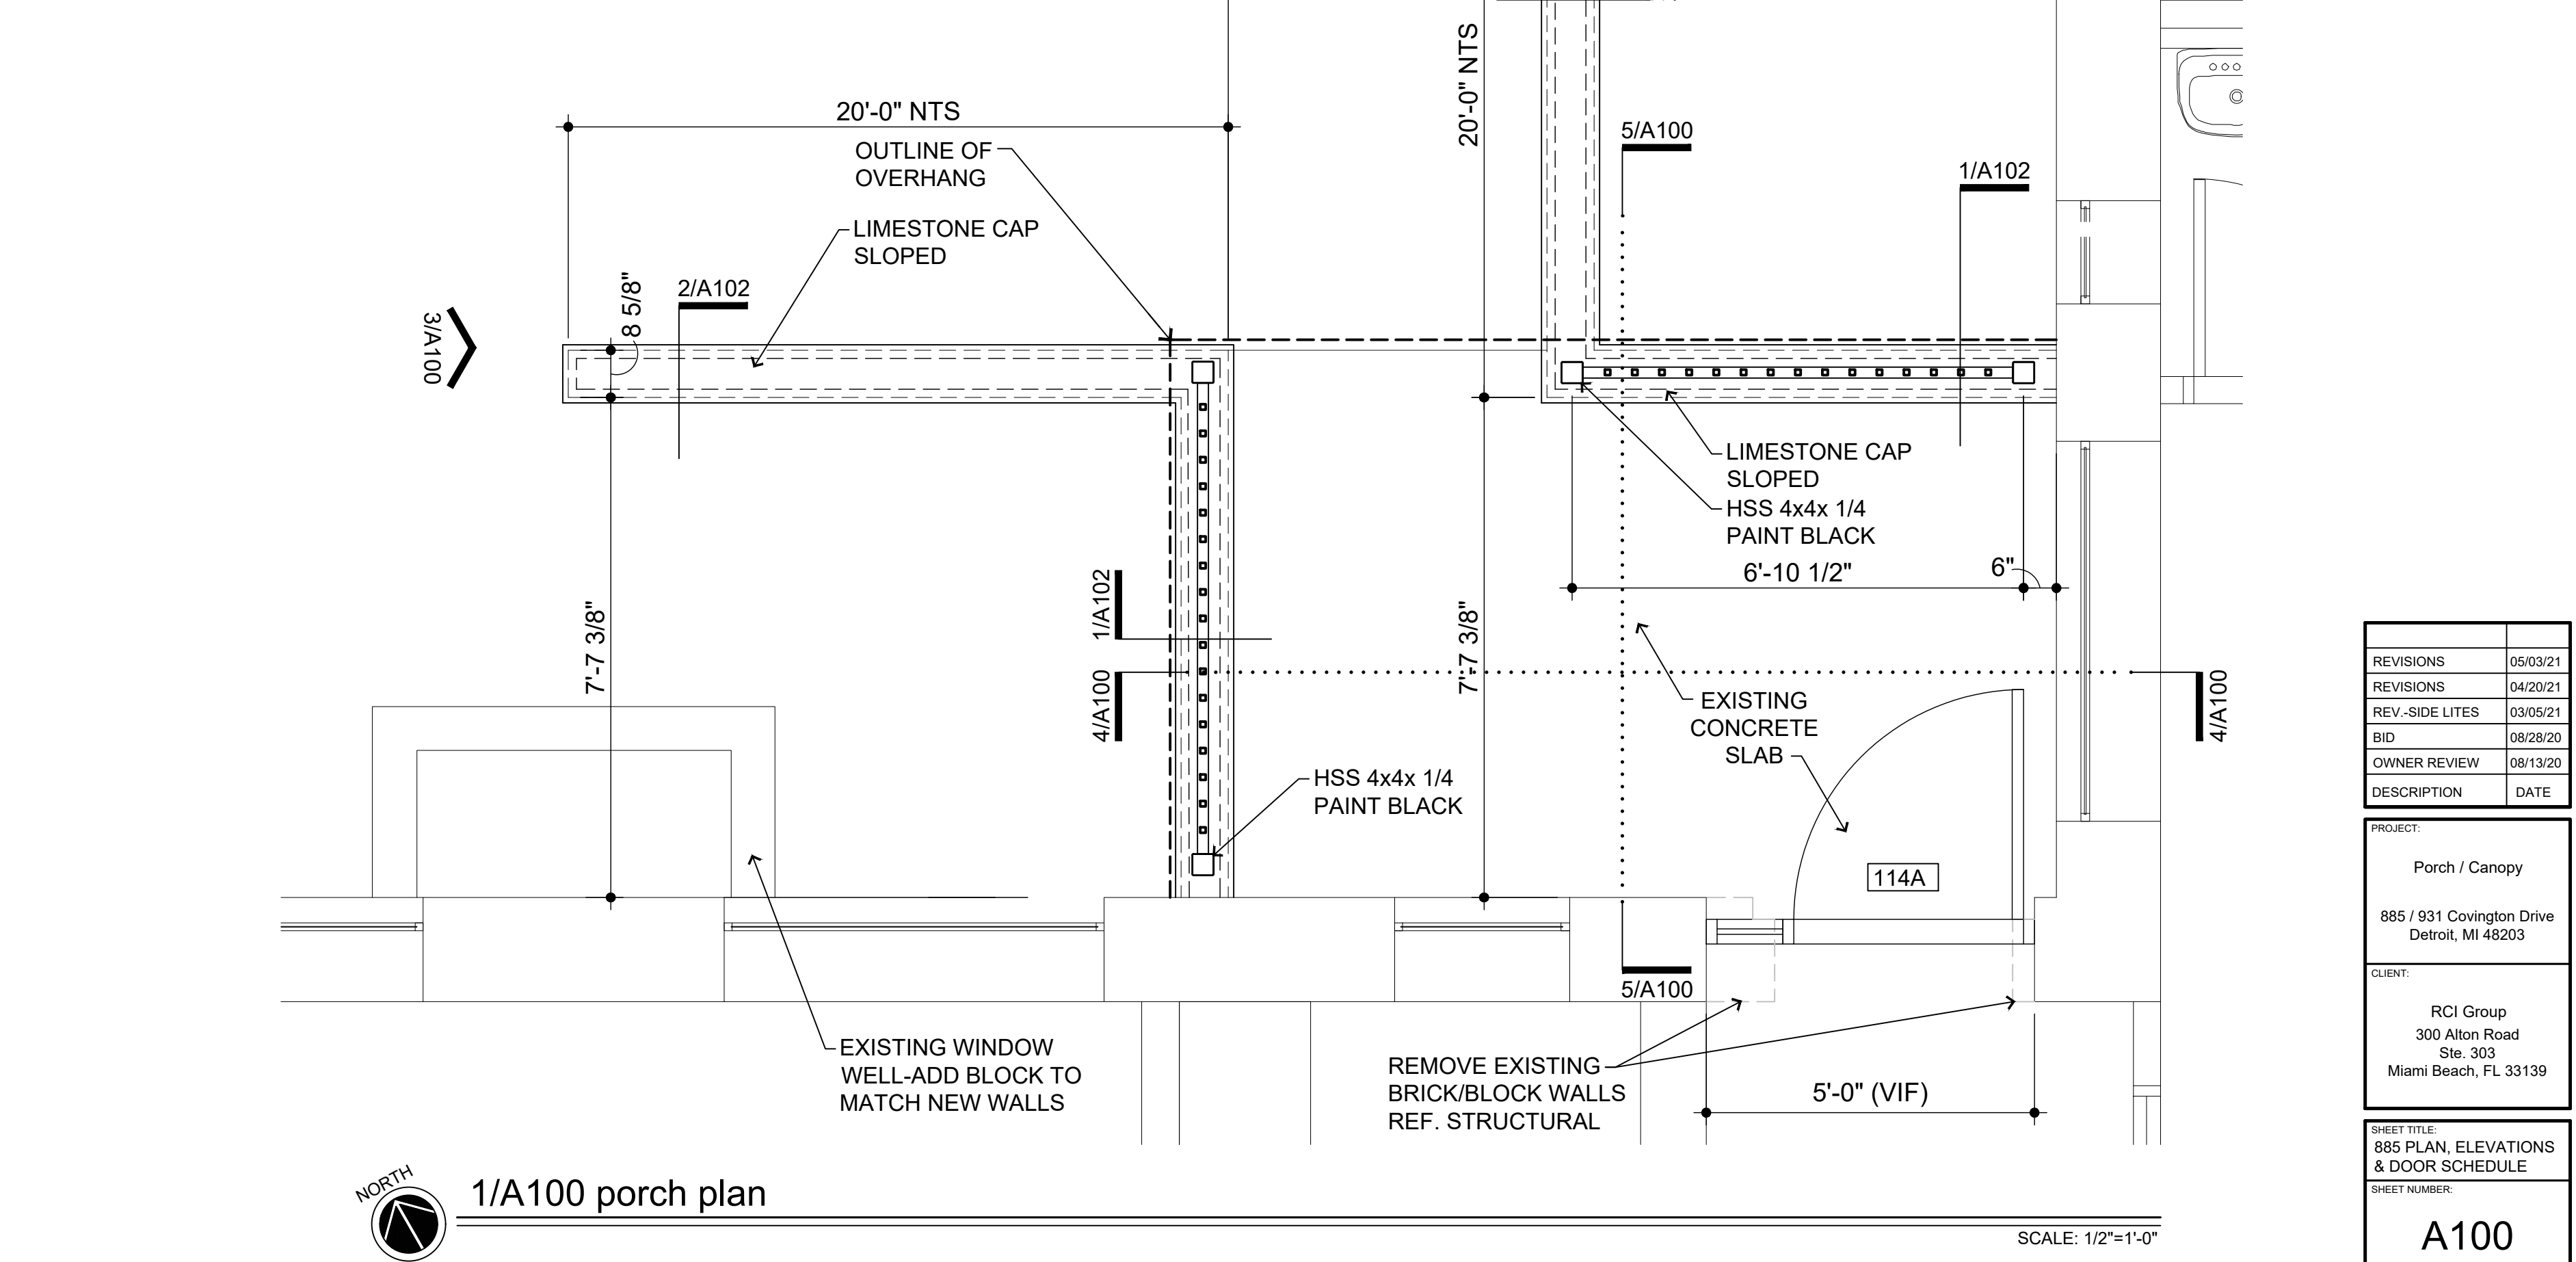 20'-0" NTS
20'-0" NTS
OUTLINE OF
OVERHANG
5/A100
1/A102
LIMESTONE CAP
SLOPED
3/A100
8 5/8"
2/A102
LIMESTONE CAP
SLOPED
HSS 4x4x 1/4
PAINT BLACK
6'-10 1/2"
6"
7'-7 3/8"
1/A102
4/A100
7'-7 3/8"
4/A100
EXISTING
CONCRETE
SLAB
HSS 4x4x 1/4
PAINT BLACK
114A
5/A100
EXISTING WINDOW
WELL-ADD BLOCK TO
MATCH NEW WALLS
REMOVE EXISTING
BRICK/BLOCK WALLS
REF. STRUCTURAL
5'-0" (VIF)
NORTH
1/A100 porch plan
SCALE: 1/2"=1'-0"
REVISIONS 05/03/21
REVISIONS 04/20/21
REV.-SIDE LITES 03/05/21
BID 08/28/20
OWNER REVIEW 08/13/20
DESCRIPTION DATE
PROJECT:
Porch / Canopy
885 / 931 Covington Drive
Detroit, MI 48203
CLIENT:
RCI Group
300 Alton Road
Ste. 303
Miami Beach, FL 33139
SHEET TITLE:
885 PLAN, ELEVATIONS
& DOOR SCHEDULE
SHEET NUMBER:
A100